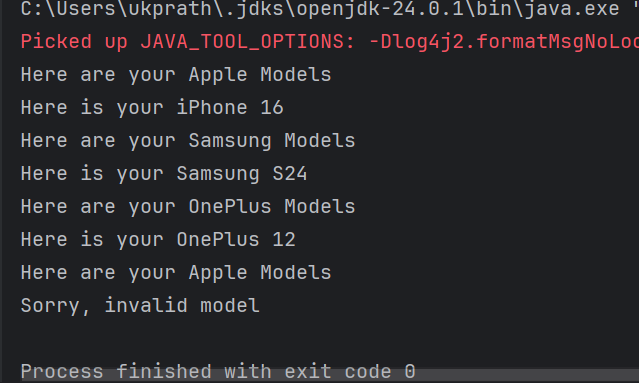 C:\Users\ukprath\.jdks\openjdk-24.0.1\bin\java.exe "
Picked up JAVA_TOOL_OPTIONS: -Dlog4j2.formatMsgNoLoo
Here are your Apple Models
Here is your iPhone 16
Here are your Samsung Models
Here is your Samsung S24
Here are your OnePlus Models
Here is your OnePlus 12
Here are your Apple Models
Sorry, invalid model
Process finished with exit code 0